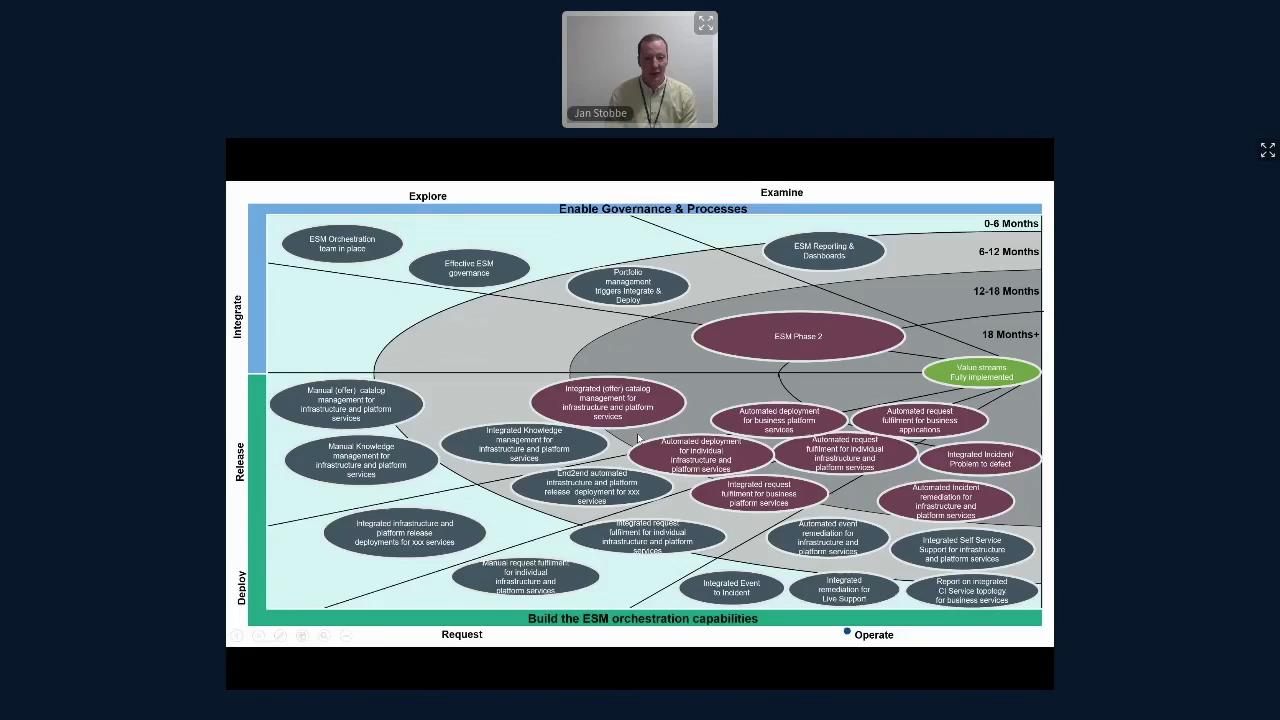 Jan Stobbe
Explore
Examine
Enable Governance & Processes
0-6 Months
6-12 Months
12-18 Months
18 Months+
ESM Orchestration
team in place
Effective ESM
governance
Portfolio
management
triggers Integrate &
Deploy
ESM Reporting &
Dashboards
ESM Phase 2
Value streams
Fully implemented
Integrate
Release
Deploy
Manual (offer) catalog
management for
infrastructure and platform
services
Integrated (offer) catalog
management for
infrastructure and platform
services
Automated deployment
for business platform
services
Automated request
fulfilment for business
applications
Manual Knowledge
management for
infrastructure and platform
services
Integrated Knowledge
management for
infrastructure and platform
services
Automated deployment
for individual
infrastructure and
platform services
Automated request
fulfilment for individual
infrastructure and
platform services
Integrated Incident/
Problem to defect
End2end automated
infrastructure and platform
release deployment for xxx
services
Integrated request
fulfilment for business
platform services
Automated Incident
remediation for
infrastructure and
platform services
Integrated infrastructure and
platform release
deployments for xxx services
Integrated request
fulfilment for individual
infrastructure and platform
services
Automated event
remediation for
infrastructure and
platform services
Integrated Self Service
Support for infrastructure
and platform services
Manual request fulfilment
for individual
infrastructure and
platform services
Integrated Event
to Incident
Integrated
remediation for
Live Support
Report on integrated
CI Service topology
for business services
Build the ESM orchestration capabilities
Request
Operate